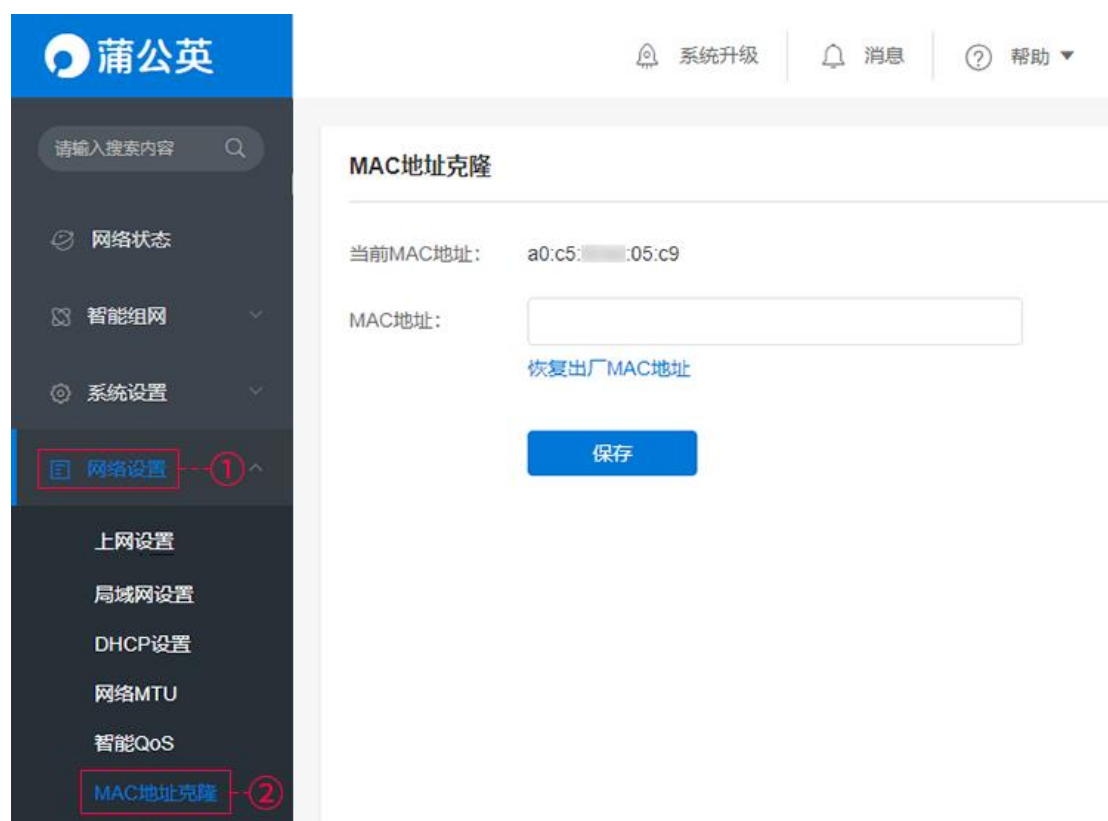 蒲公英
系统升级 消息 帮助
请输入搜索内容
MAC地址克隆
网络状态
当前MAC地址: a0:c5: :05:c9
智能组网
MAC地址:
恢复出厂MAC地址
系统设置
保存
网络设置 ①
上网设置
局域网设置
DHCP设置
网络MTU
智能QoS
MAC地址克隆 ②